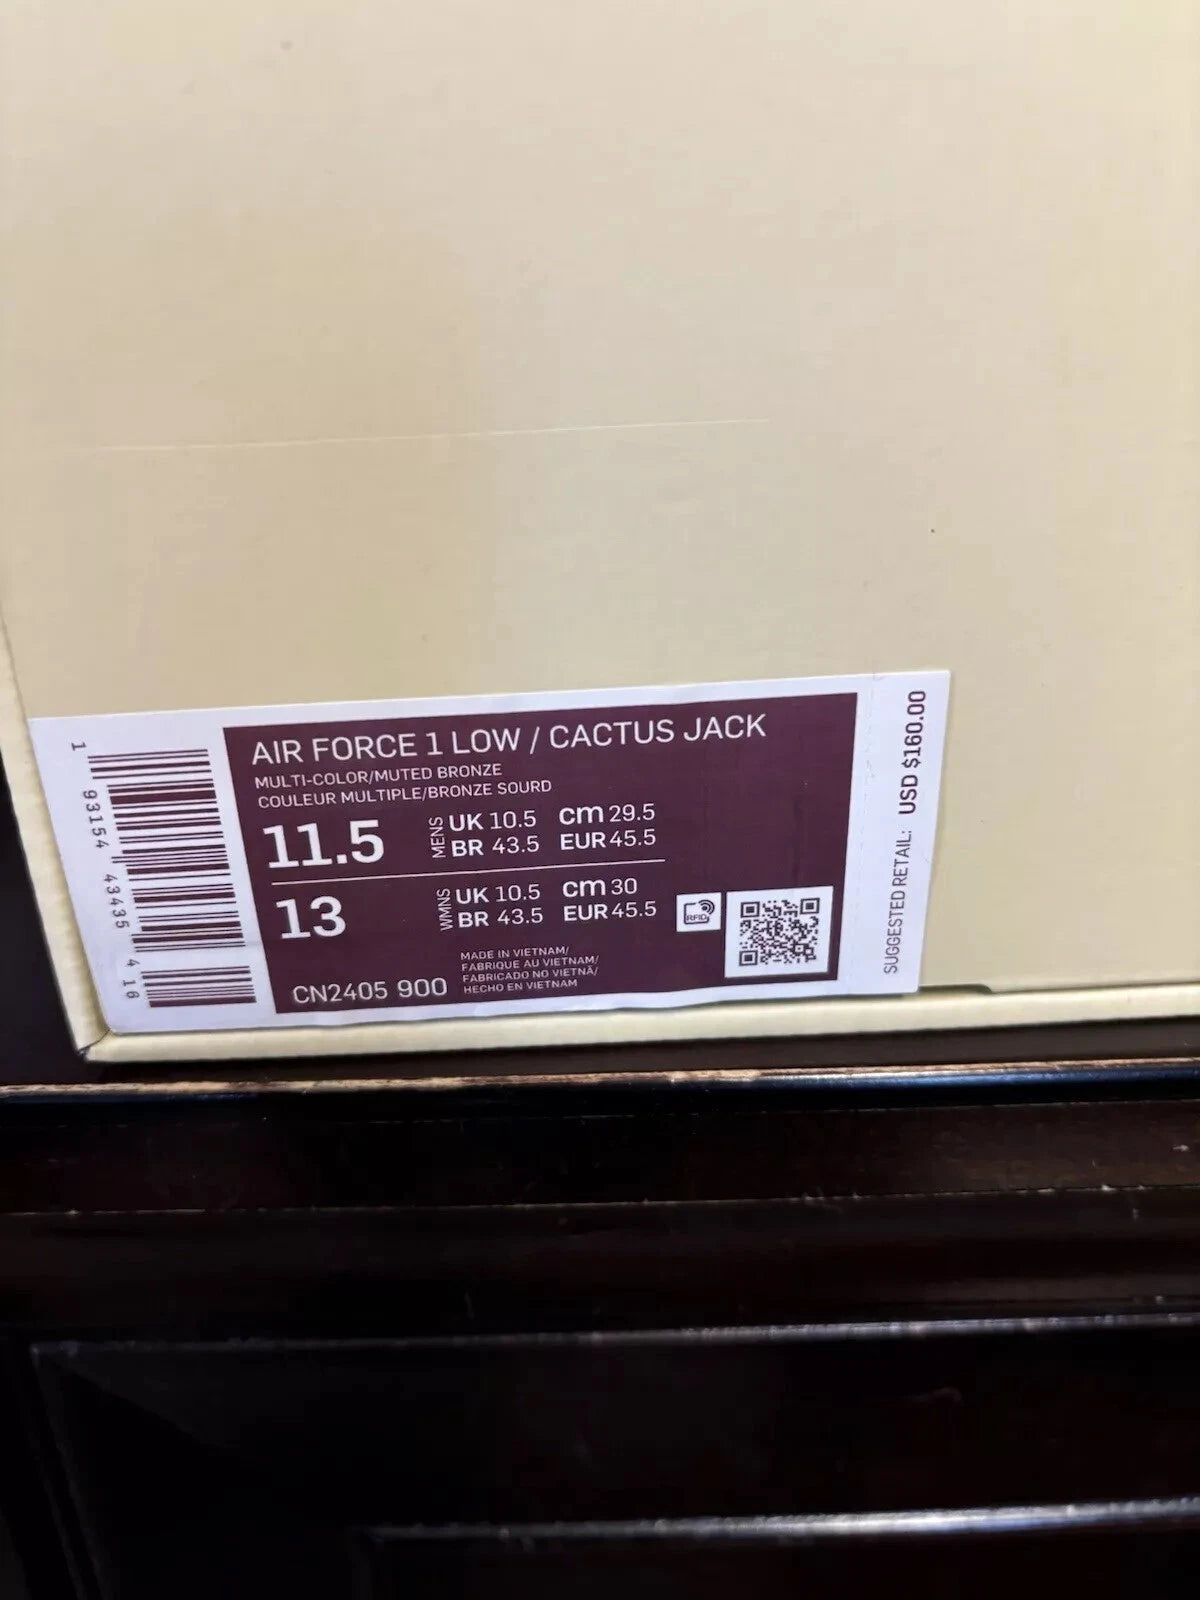 AIR FORCE 1 LOW / CACTUS JACK
MULTI-COLOR/MUTED BRONZE
COULEUR MULTIPLE/BRONZE SOURD
11.5 MENS UK 10.5 cm 29.5
BR 43.5 EUR 45.5
13 WMNS UK 10.5 cm 30
BR 43.5 EUR 45.5
RFID
MADE IN VIETNAM/
FABRIQUE AU VIETNAM/
FABRICADO NO VIETNÃ/
HECHO EN VIETNAM
CN2405 900
1 93154 43435 4 16
SUGGESTED RETAIL: USD $160.00